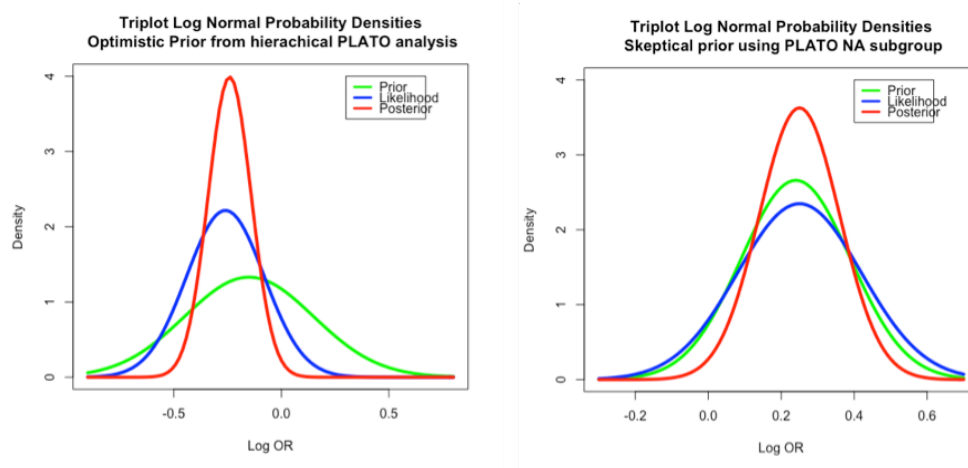 Triplot Log Normal Probability Densities
Optimistic Prior from hierachical PLATO analysis
Prior
Likelihood
Posterior
4
3
2
1
0
Density
-0.5
0.0
0.5
Log OR
Triplot Log Normal Probability Densities
Skeptical prior using PLATO NA subgroup
Prior
Likelihood
Posterior
4
3
2
1
0
Density
-0.2
0.0
0.2
0.4
0.6
Log OR